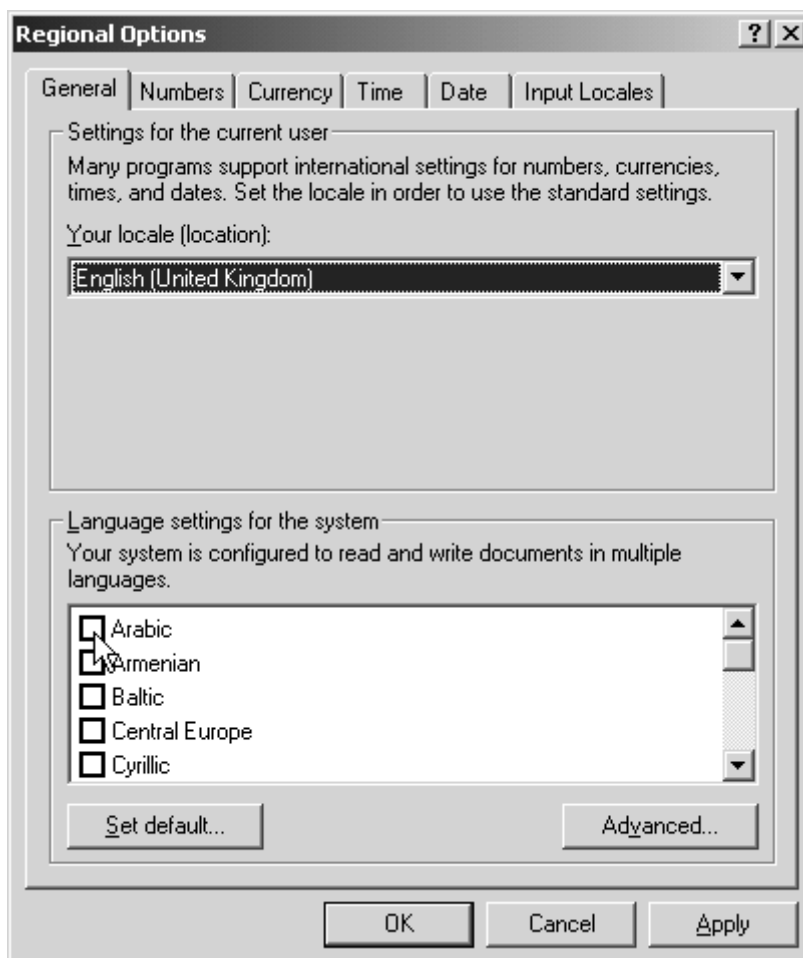 Regional Options
General Numbers Currency Time Date Input Locales
Settings for the current user
Many programs support international settings for numbers, currencies,
times, and dates. Set the locale in order to use the standard settings.
Your locale (location):
English (United Kingdom)
Language settings for the system
Your system is configured to read and write documents in multiple
languages.
Arabic
Armenian
Baltic
Central Europe
Cyrillic
Set default... Advanced...
OK Cancel Apply